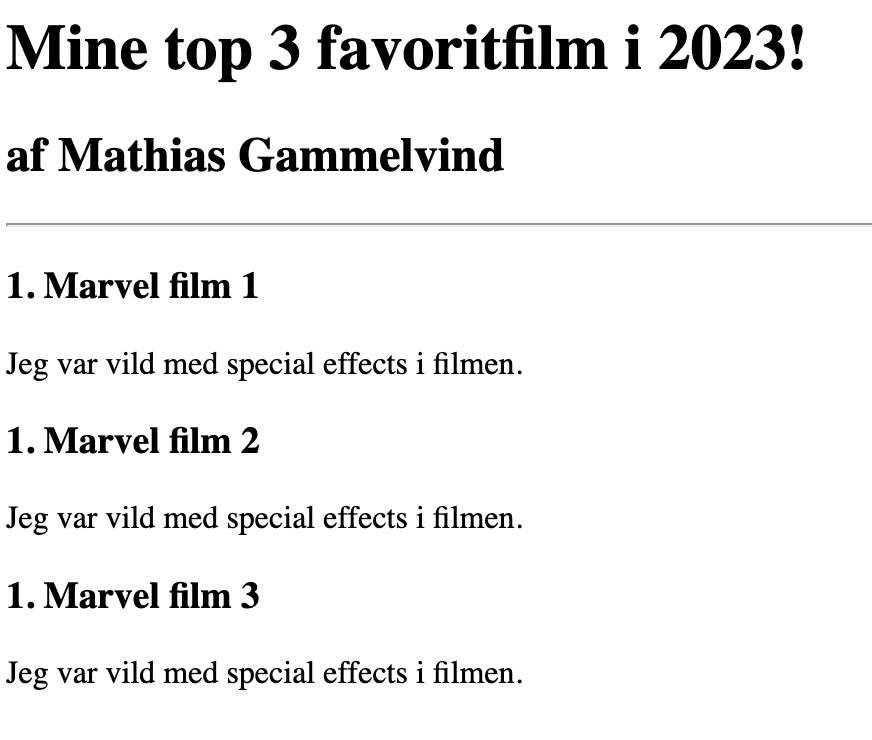 Mine top 3 favoritfilm i 2023!
af Mathias Gammelvind
1. Marvel film 1
Jeg var vild med special effects i filmen.
1. Marvel film 2
Jeg var vild med special effects i filmen.
1. Marvel film 3
Jeg var vild med special effects i filmen.